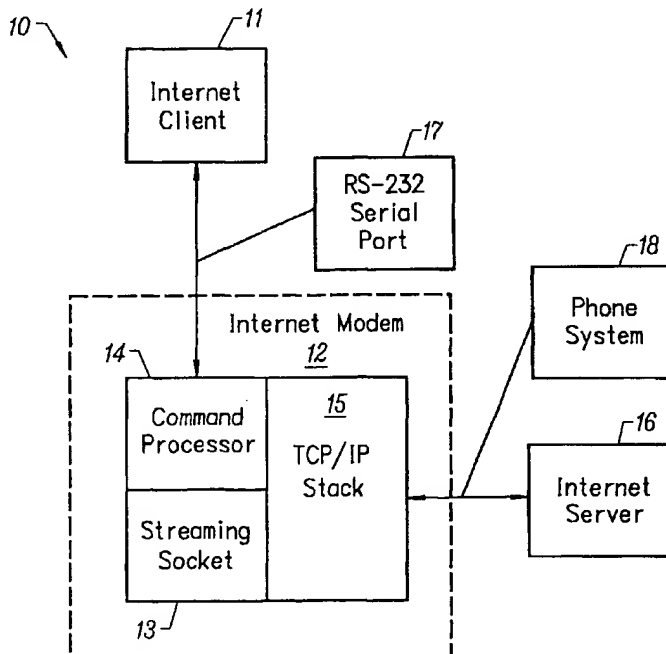 10
11
Internet
Client
17
RS-232
Serial
Port
18
Phone
System
Internet Modem
12
14
Command
Processor
15
TCP/IP
Stack
16
Internet
Server
Streaming
Socket
13